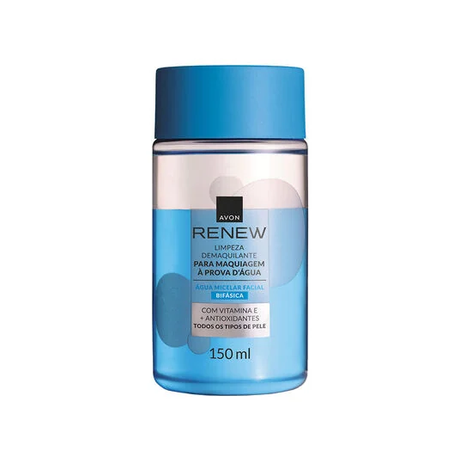 AVON
RENEW
LIMPEZA
DEMAQUILANTE
PARA MAQUIAGEM
À PROVA D'ÁGUA
ÁGUA MICELAR FACIAL
BIFÁSICA
COM VITAMINA E
+ ANTIOXIDANTES
TODOS OS TIPOS DE PELE
150 ml